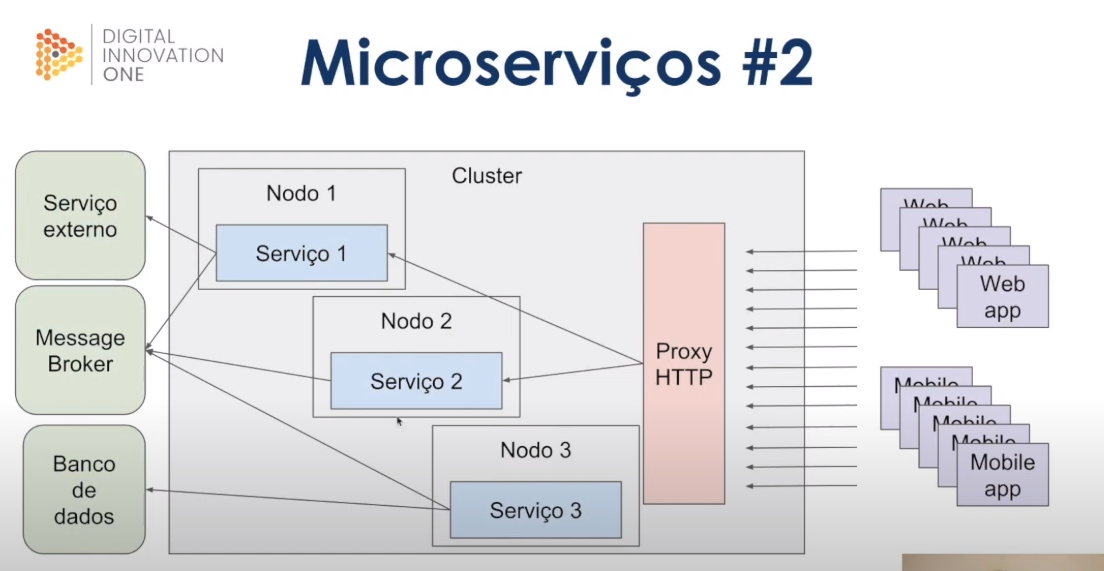 DIGITAL
INNOVATION
ONE
Microserviços #2
Cluster
Serviço
externo
Message
Broker
Banco
de
dados
Nodo 1
Serviço 1
Nodo 2
Serviço 2
Nodo 3
Serviço 3
Proxy
HTTP
Web
Web
Web
Web
Web
app
Mobile
Mobile
Mobile
Mobile
Mobile
app